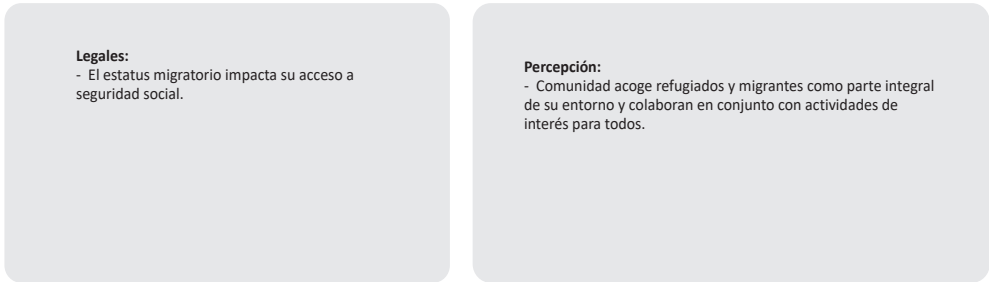 Legales:
- El estatus migratorio impacta su acceso a
seguridad social.
Percepción:
- Comunidad acoge refugiados y migrantes como parte integral
de su entorno y colaboran en conjunto con actividades de
interés para todos.